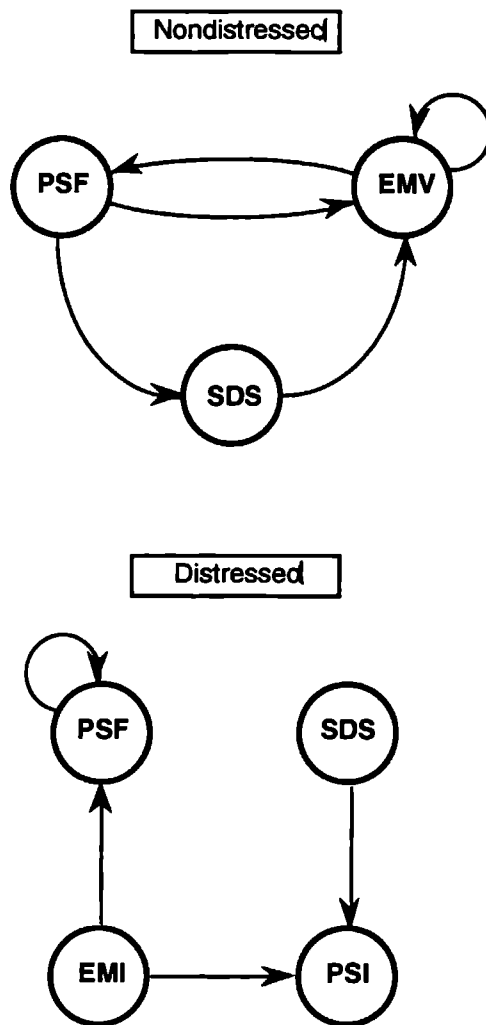 Nondistressed
PSF
EMV
SDS
Distressed
PSF
SDS
EMI
PSI